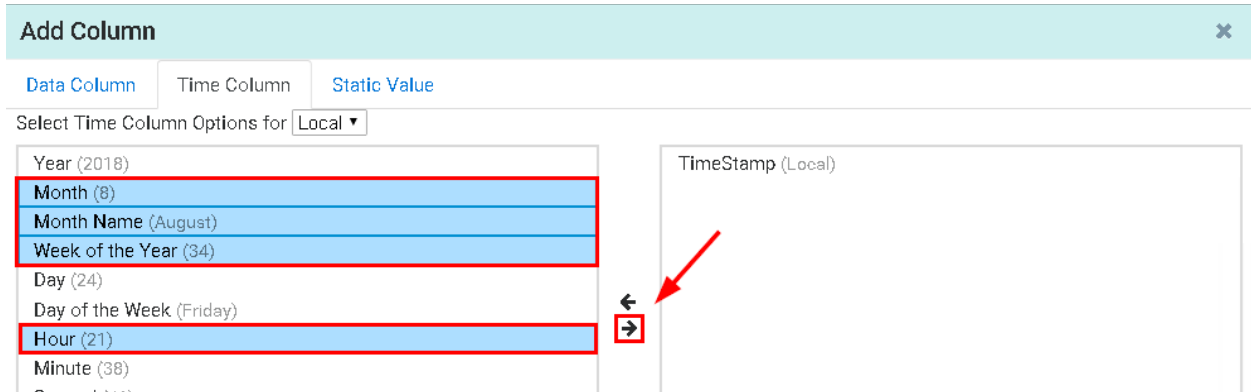 Add Column
Data Column Time Column Static Value
Select Time Column Options for Local
Year (2018)
Month (8)
Month Name (August)
Week of the Year (34)
Day (24)
Day of the Week (Friday)
Hour (21)
Minute (38)
TimeStamp (Local)